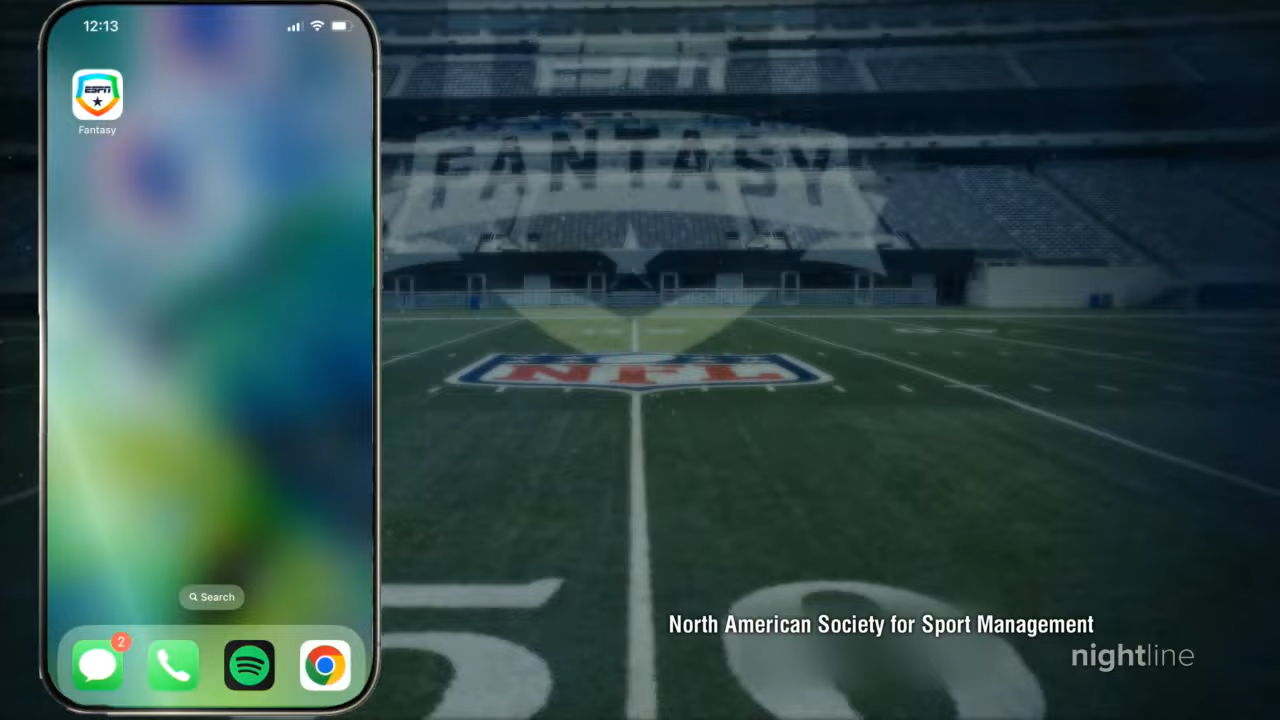 12:13
ESPN
Fantasy
ESPN
FANTASY
NFL
50
Search
2
North American Society for Sport Management
nightline